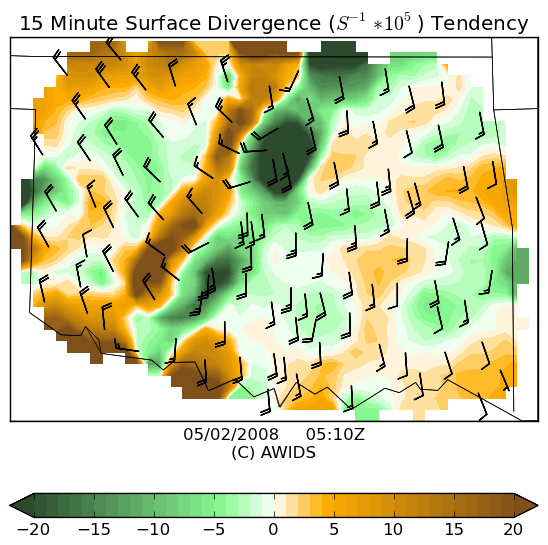 15 Minute Surface Divergence (S⁻¹ *10⁵ ) Tendency
05/02/2008 05:10Z
(C) AWIDS
−20 −15 −10 −5 0 5 10 15 20